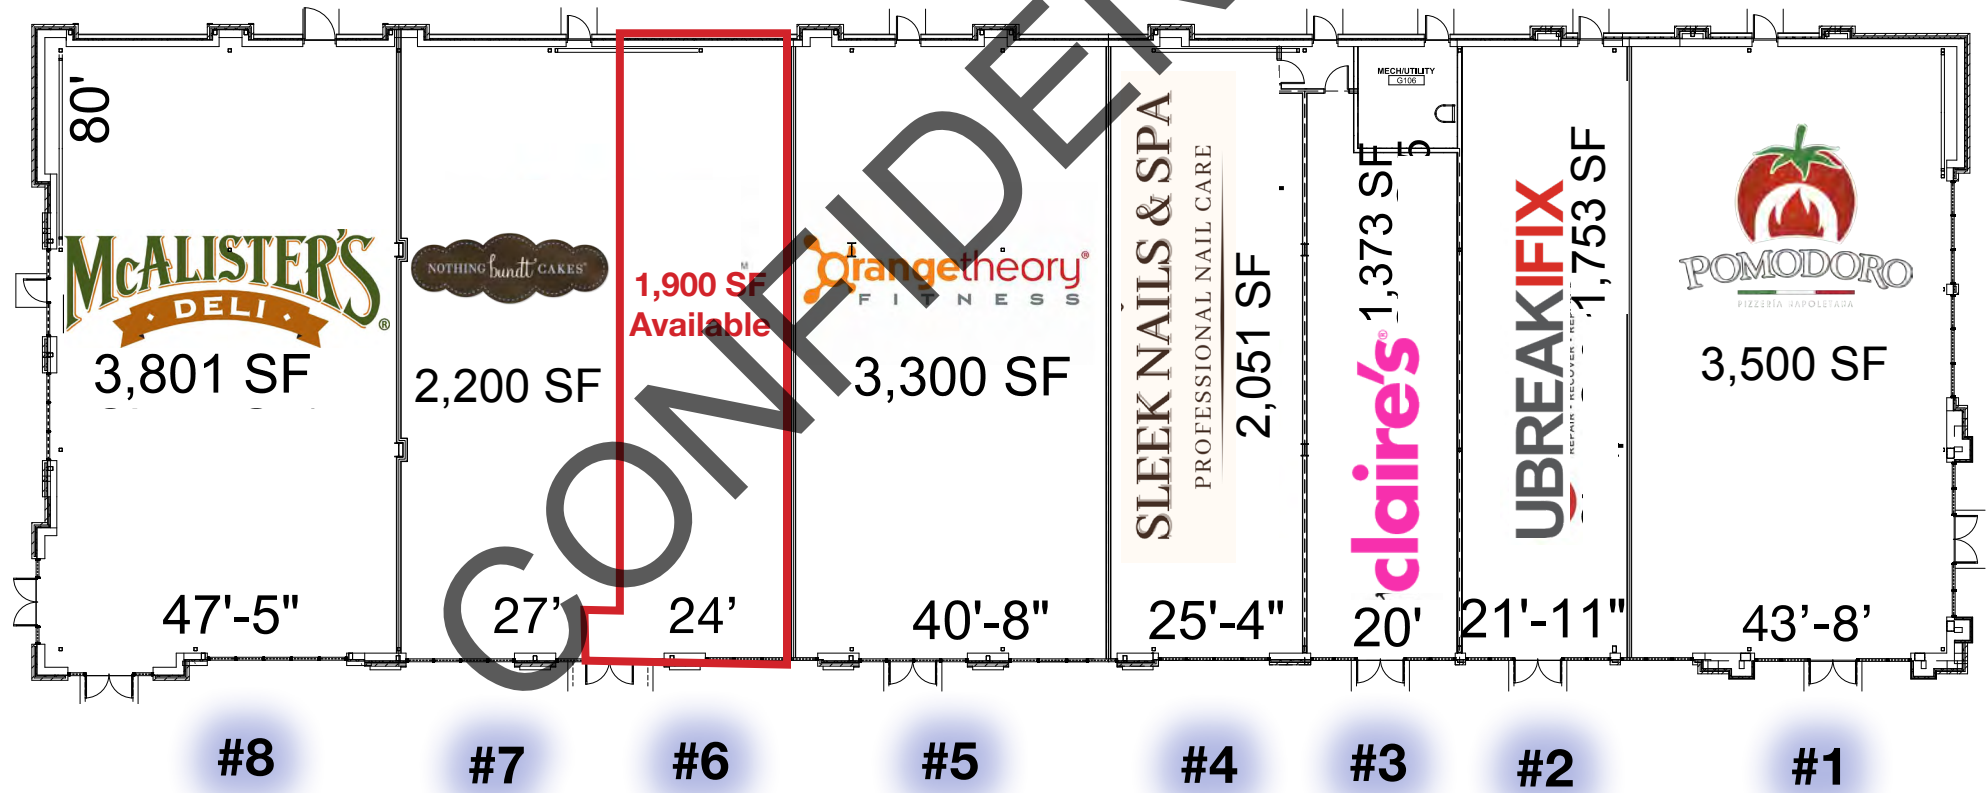 80'
McALISTER'S
DELI
®
3,801 SF
47'-5"
NOTHING bundt CAKES
2,200 SF
27’
1,900 SF
Available
24’
Orangetheory®
FITNESS
3,300 SF
40'-8"
SLEEK NAILS & SPA
PROFESSIONAL NAIL CARE
2,051 SF
25'-4"
MECH/UTILITY
G106
1,373 SF
claire's®
20'
UBREAKIFIX
1,753 SF
21'-11"
POMODORO
PIZZERIA NAPOLETANA
3,500 SF
43’-8’
#8
#7
#6
#5
#4
#3
#2
#1